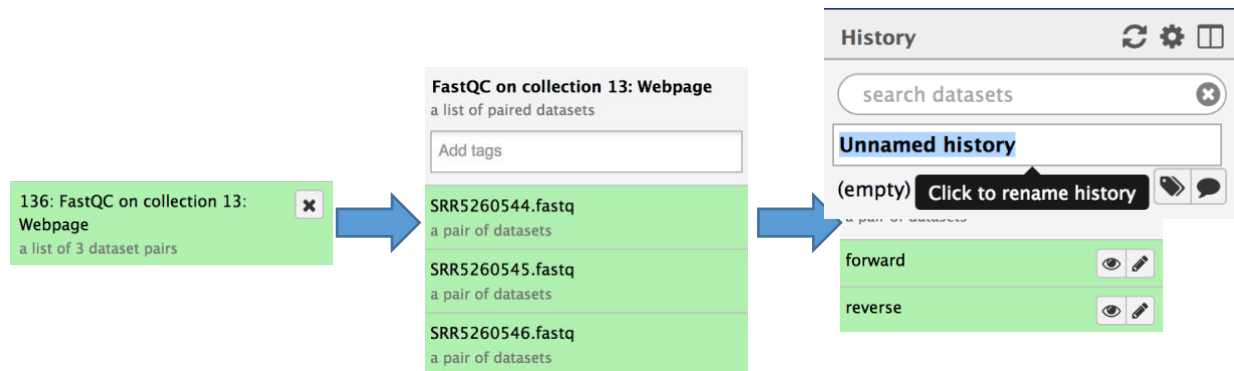 136: FastQC on collection 13:
Webpage
a list of 3 dataset pairs
FastQC on collection 13: Webpage
a list of paired datasets
Add tags
SRR5260544.fastq
a pair of datasets
SRR5260545.fastq
a pair of datasets
SRR5260546.fastq
a pair of datasets
History
search datasets
Unnamed history
(empty)
Click to rename history
a pair of datasets
forward
reverse